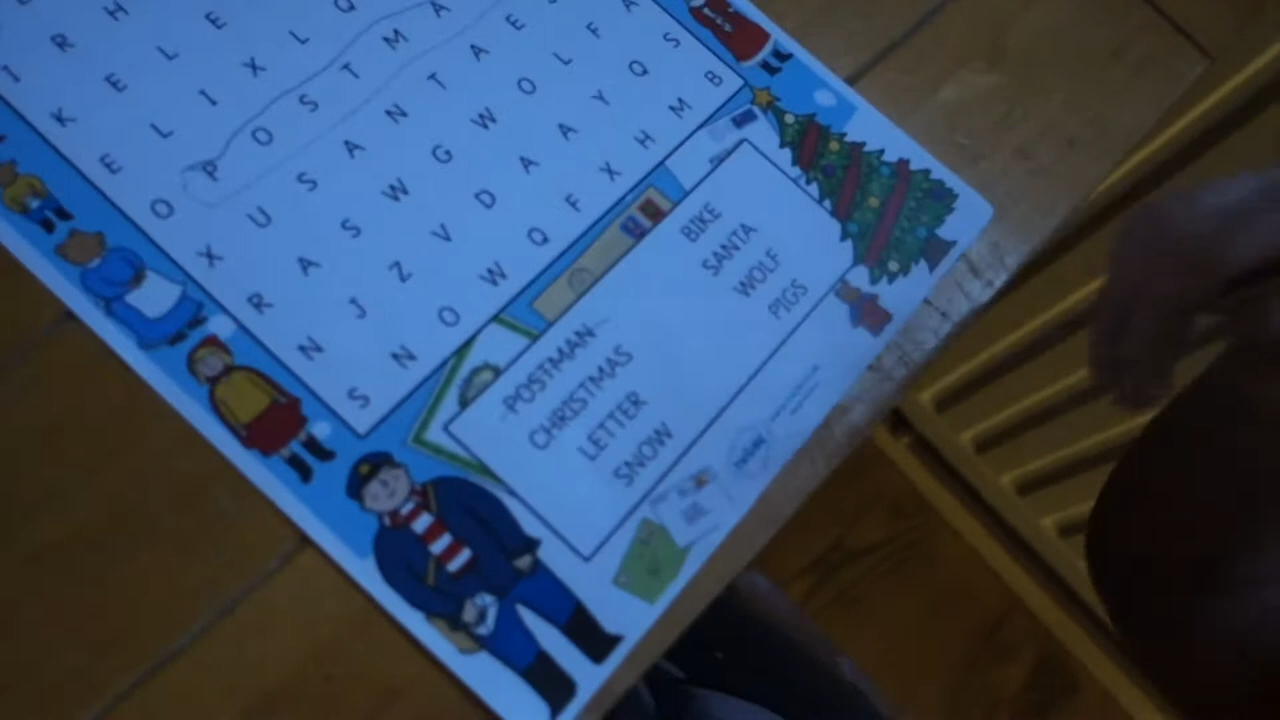 R H
K E L E
E L I X L
O P O S T M A
X U S A N T A E
R A S W G W O L F A
N J Z V D A A Y Q S
S N O W Q F X H M B
POSTMAN
CHRISTMAS
LETTER
SNOW
BIKE
SANTA
WOLF
PIGS